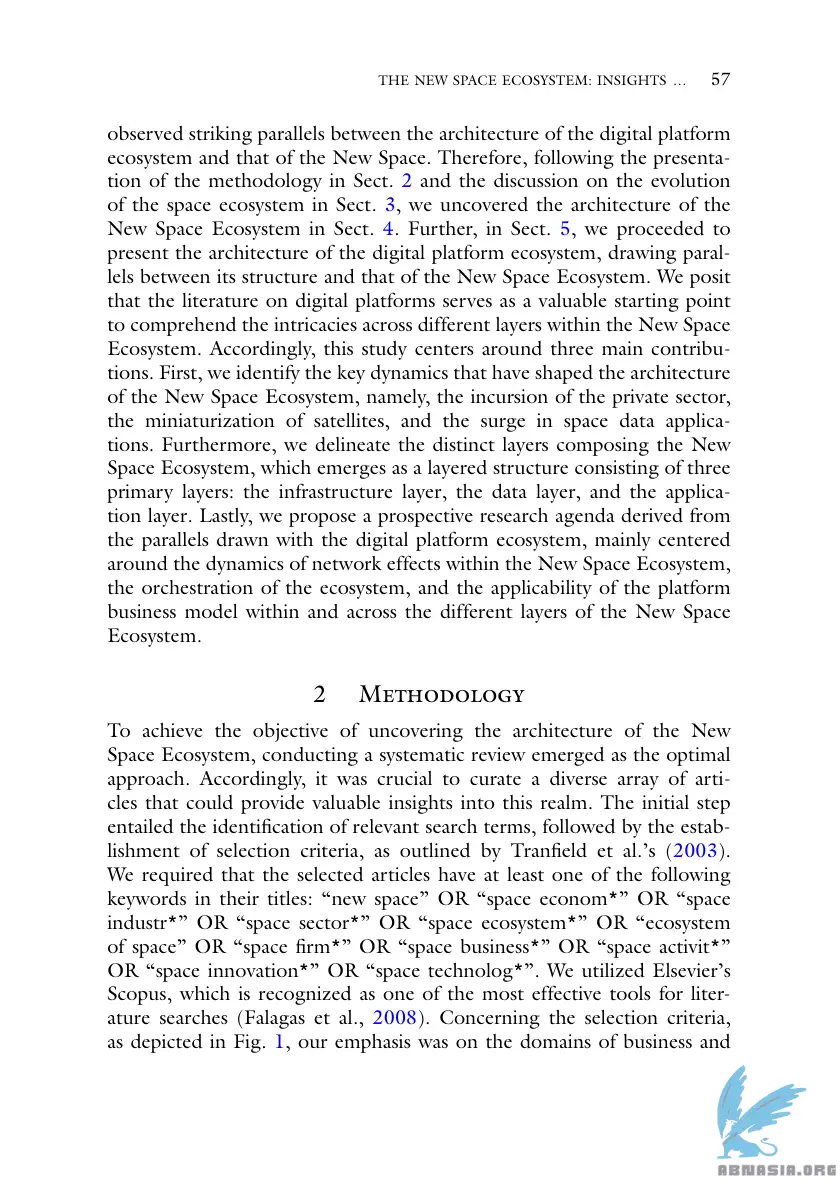 THE NEW SPACE ECOSYSTEM: INSIGHTS … 57
observed striking parallels between the architecture of the digital platform
ecosystem and that of the New Space. Therefore, following the presenta-
tion of the methodology in Sect. 2 and the discussion on the evolution
of the space ecosystem in Sect. 3, we uncovered the architecture of the
New Space Ecosystem in Sect. 4. Further, in Sect. 5, we proceeded to
present the architecture of the digital platform ecosystem, drawing paral-
lels between its structure and that of the New Space Ecosystem. We posit
that the literature on digital platforms serves as a valuable starting point
to comprehend the intricacies across different layers within the New Space
Ecosystem. Accordingly, this study centers around three main contribu-
tions. First, we identify the key dynamics that have shaped the architecture
of the New Space Ecosystem, namely, the incursion of the private sector,
the miniaturization of satellites, and the surge in space data applica-
tions. Furthermore, we delineate the distinct layers composing the New
Space Ecosystem, which emerges as a layered structure consisting of three
primary layers: the infrastructure layer, the data layer, and the applica-
tion layer. Lastly, we propose a prospective research agenda derived from
the parallels drawn with the digital platform ecosystem, mainly centered
around the dynamics of network effects within the New Space Ecosystem,
the orchestration of the ecosystem, and the applicability of the platform
business model within and across the different layers of the New Space
Ecosystem.
2 Methodology
To achieve the objective of uncovering the architecture of the New
Space Ecosystem, conducting a systematic review emerged as the optimal
approach. Accordingly, it was crucial to curate a diverse array of arti-
cles that could provide valuable insights into this realm. The initial step
entailed the identification of relevant search terms, followed by the estab-
lishment of selection criteria, as outlined by Tranfield et al.'s (2003).
We required that the selected articles have at least one of the following
keywords in their titles: “new space” OR “space econom*” OR “space
industr*” OR “space sector*” OR “space ecosystem*” OR “ecosystem
of space” OR “space firm*” OR “space business*” OR “space activit*”
OR “space innovation*” OR “space technolog*”. We utilized Elsevier's
Scopus, which is recognized as one of the most effective tools for liter-
ature searches (Falagas et al., 2008). Concerning the selection criteria,
as depicted in Fig. 1, our emphasis was on the domains of business and
ABNASIA.ORG